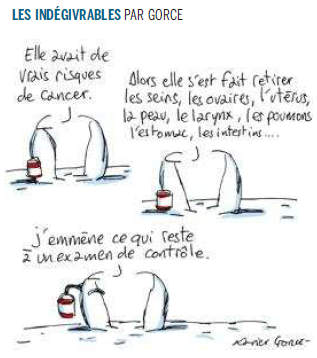 LES INDÉGIVRABLES PAR GORCE
Elle avait de
vrais risques
de cancer.
Alors elle s'est fait retirer
les seins, les ovaires, l'utérus,
la peau, le larynx, les poumons
l'estomac, les intestins....
j'emmène ce qui reste
à un examen de contrôle.
Xavier Gorce-